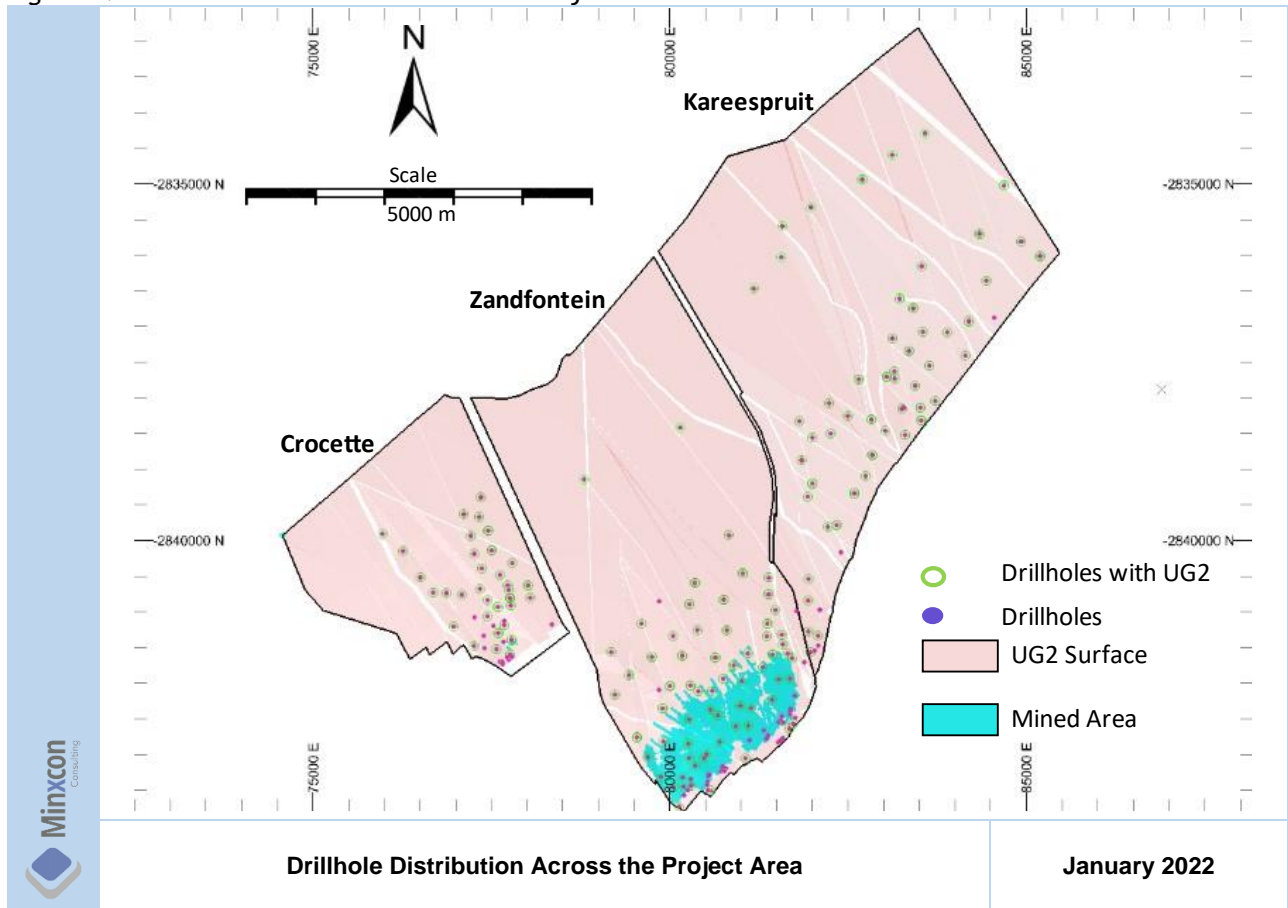 N
75000 E
80000 E
85000 E
Kareespruit
-2835000 N
-2835000 N
Scale
5000 m
Zandfontein
Crocette
-2840000 N
-2840000 N
Drillholes with UG2
Drillholes
UG2 Surface
Mined Area
75000 E
80000 E
85000 E
Minxcon
Consulting
Drillhole Distribution Across the Project Area
January 2022